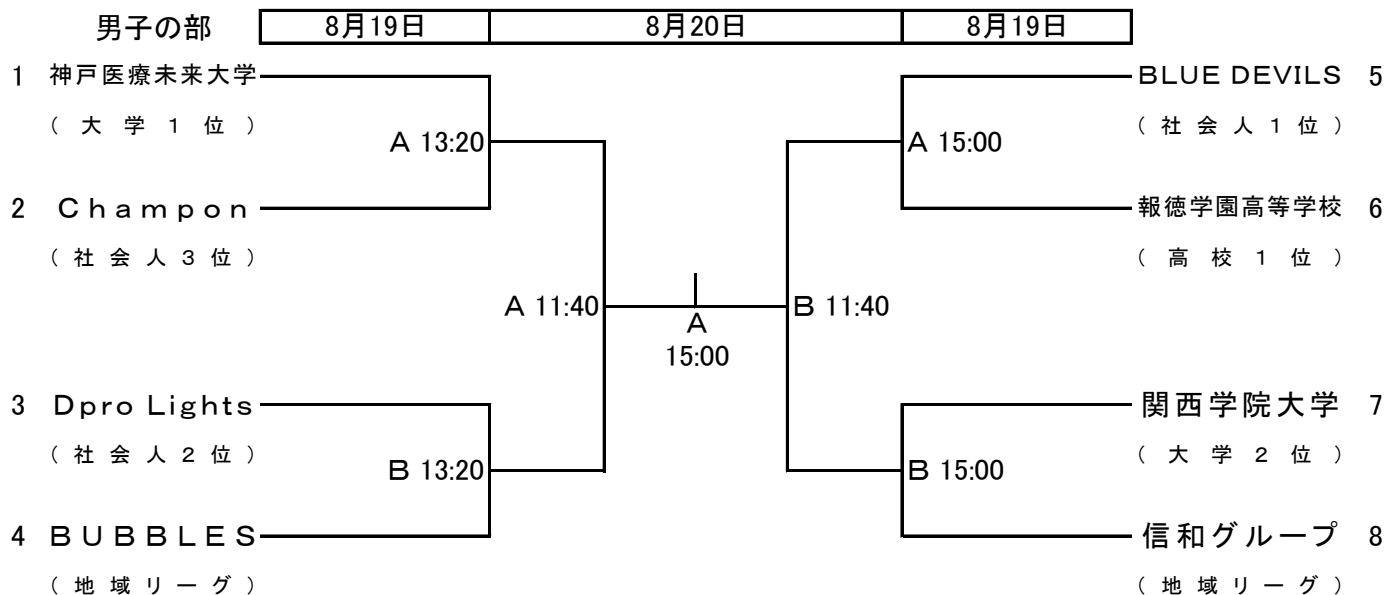 男子の部 8月19日 8月20日 8月19日
1 神戸医療未来大学 BLUE DEVILS 5
(大学1位) (社会人1位)
A 13:20 A 15:00
2 Champon 報徳学園高等学校 6
(社会人3位) (高校1位)
A 11:40 B 11:40
A
15:00
3 Dpro Lights 関西学院大学 7
(社会人2位) (大学2位)
B 13:20 B 15:00
4 BUBBLES 信和グループ 8
(地域リーグ) (地域リーグ)